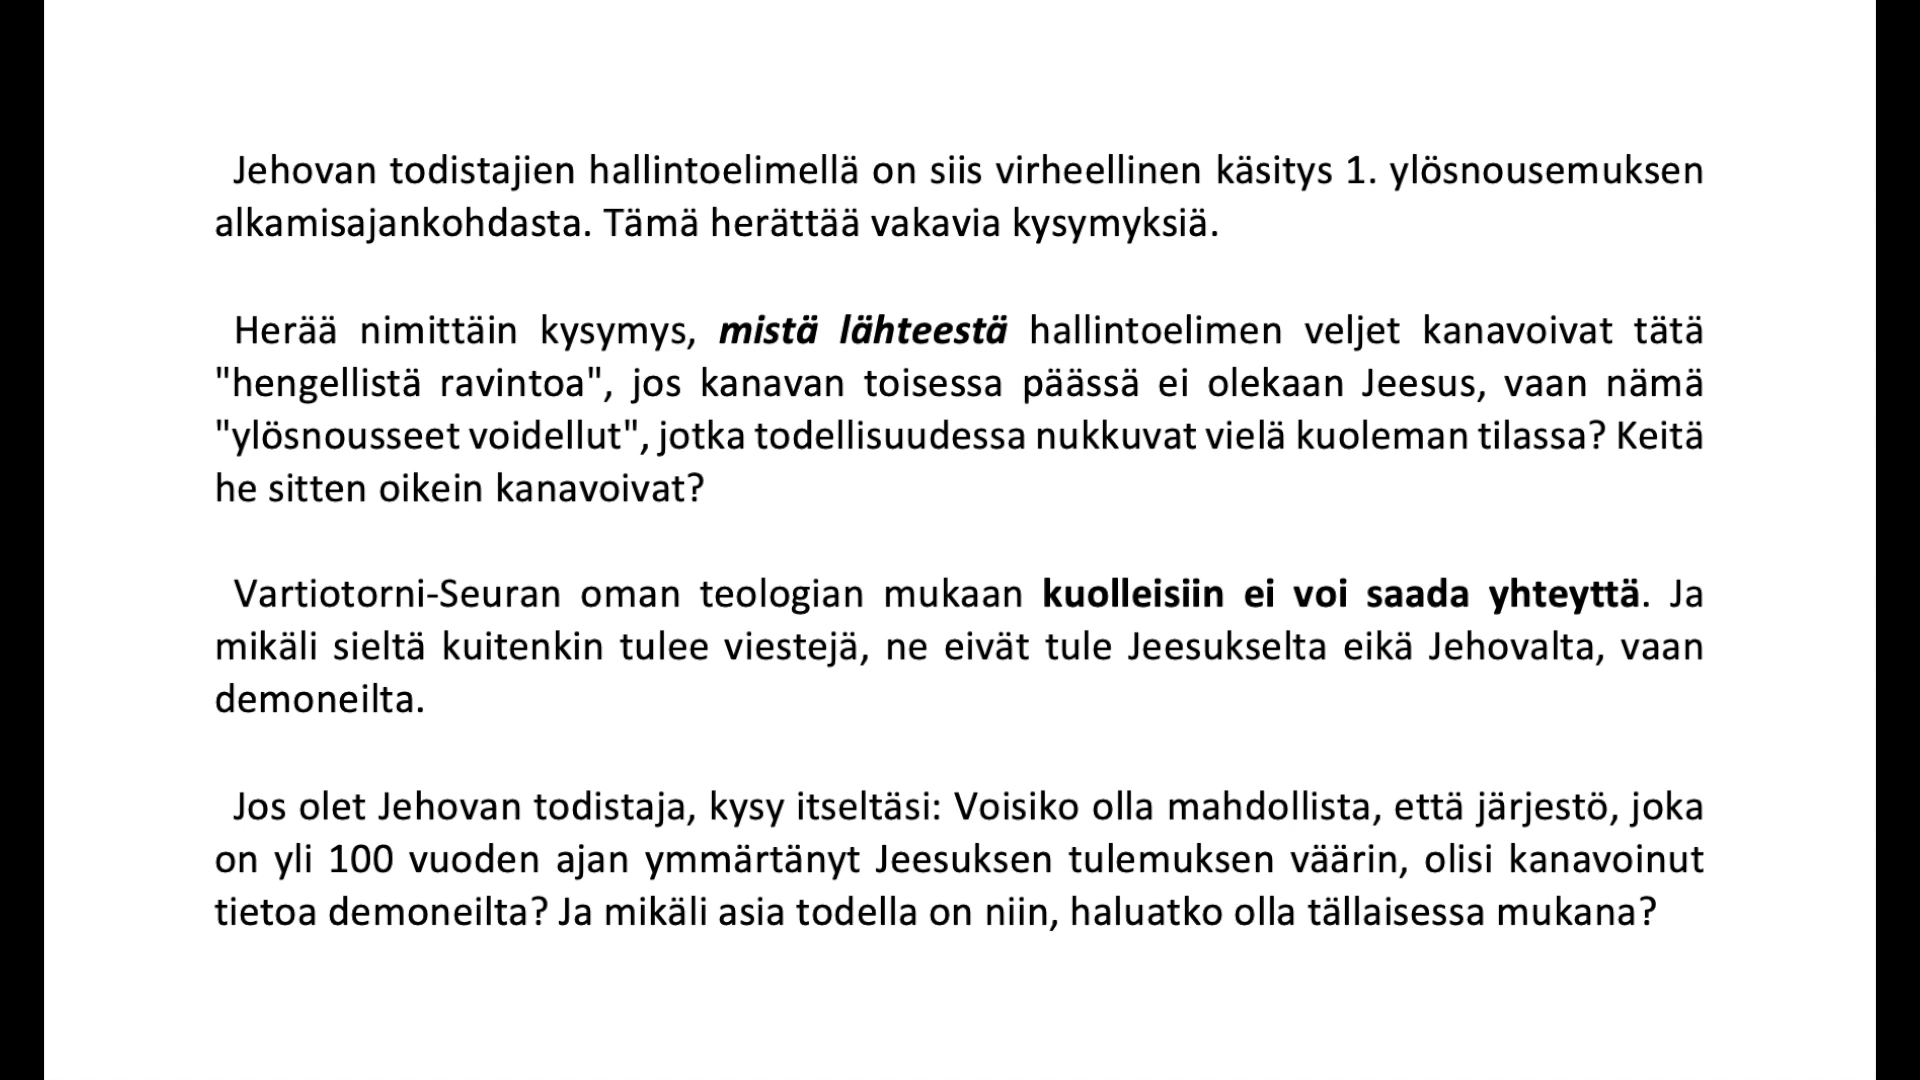 Jehovan todistajien hallintoelimellä on siis virheellinen käsitys 1. ylösnousemuksen
alkamisajankohdasta. Tämä herättää vakavia kysymyksiä.
Herää nimittäin kysymys, mistä lähteestä hallintoelimen veljet kanavoivat tätä
"hengellistä ravintoa", jos kanavan toisessa päässä ei olekaan Jeesus, vaan nämä
"ylösnousseet voidellut", jotka todellisuudessa nukkuvat vielä kuoleman tilassa? Keitä
he sitten oikein kanavoivat?
Vartiotorni-Seuran oman teologian mukaan kuolleisiin ei voi saada yhteyttä. Ja
mikäli sieltä kuitenkin tulee viestejä, ne eivät tule Jeesukselta eikä Jehovalta, vaan
demoneilta.
Jos olet Jehovan todistaja, kysy itseltäsi: Voisiko olla mahdollista, että järjestö, joka
on yli 100 vuoden ajan ymmärtänyt Jeesuksen tulemuksen väärin, olisi kanavoinut
tietoa demoneilta? Ja mikäli asia todella on niin, haluatko olla tällaisessa mukana?